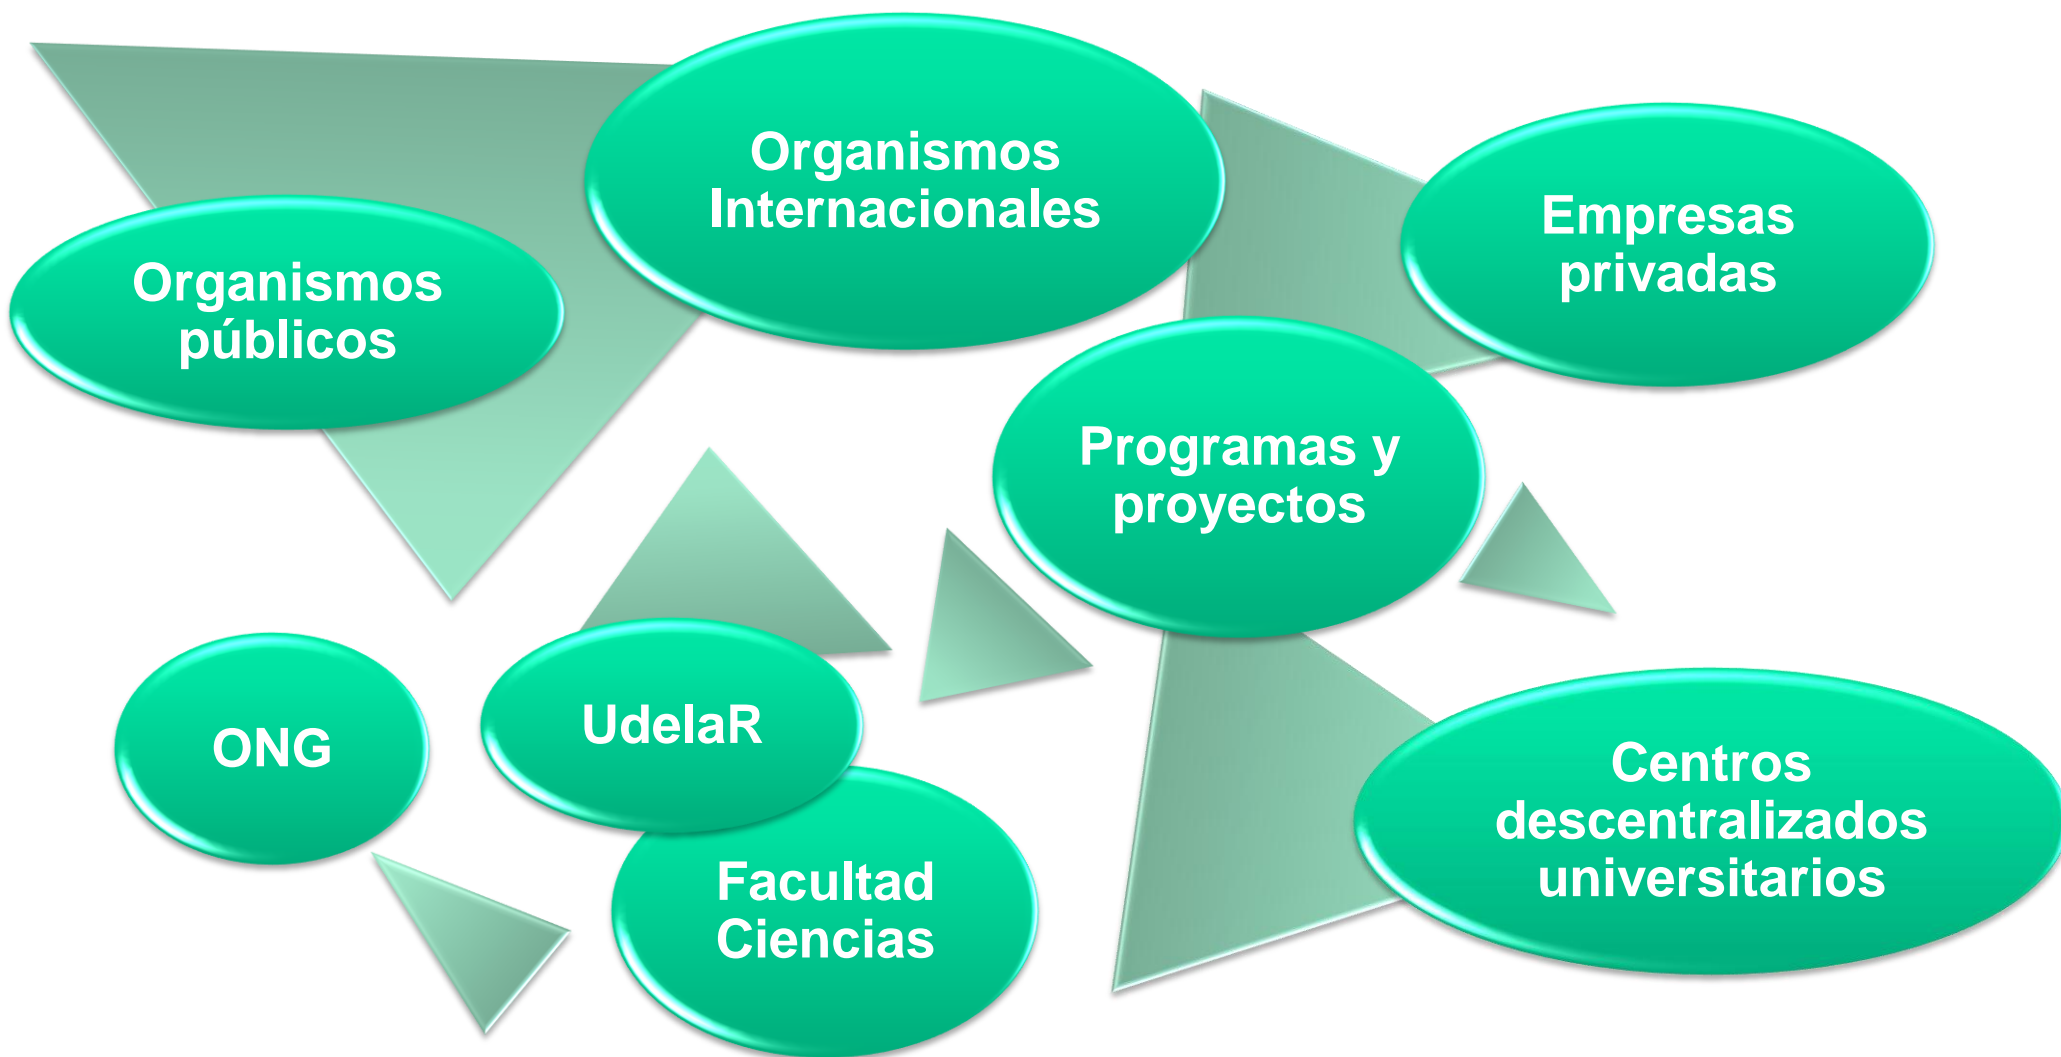 Organismos
Internacionales
Empresas
privadas
Organismos
públicos
Programas y
proyectos
ONG
UdelaR
Centros
descentralizados
universitarios
Facultad
Ciencias